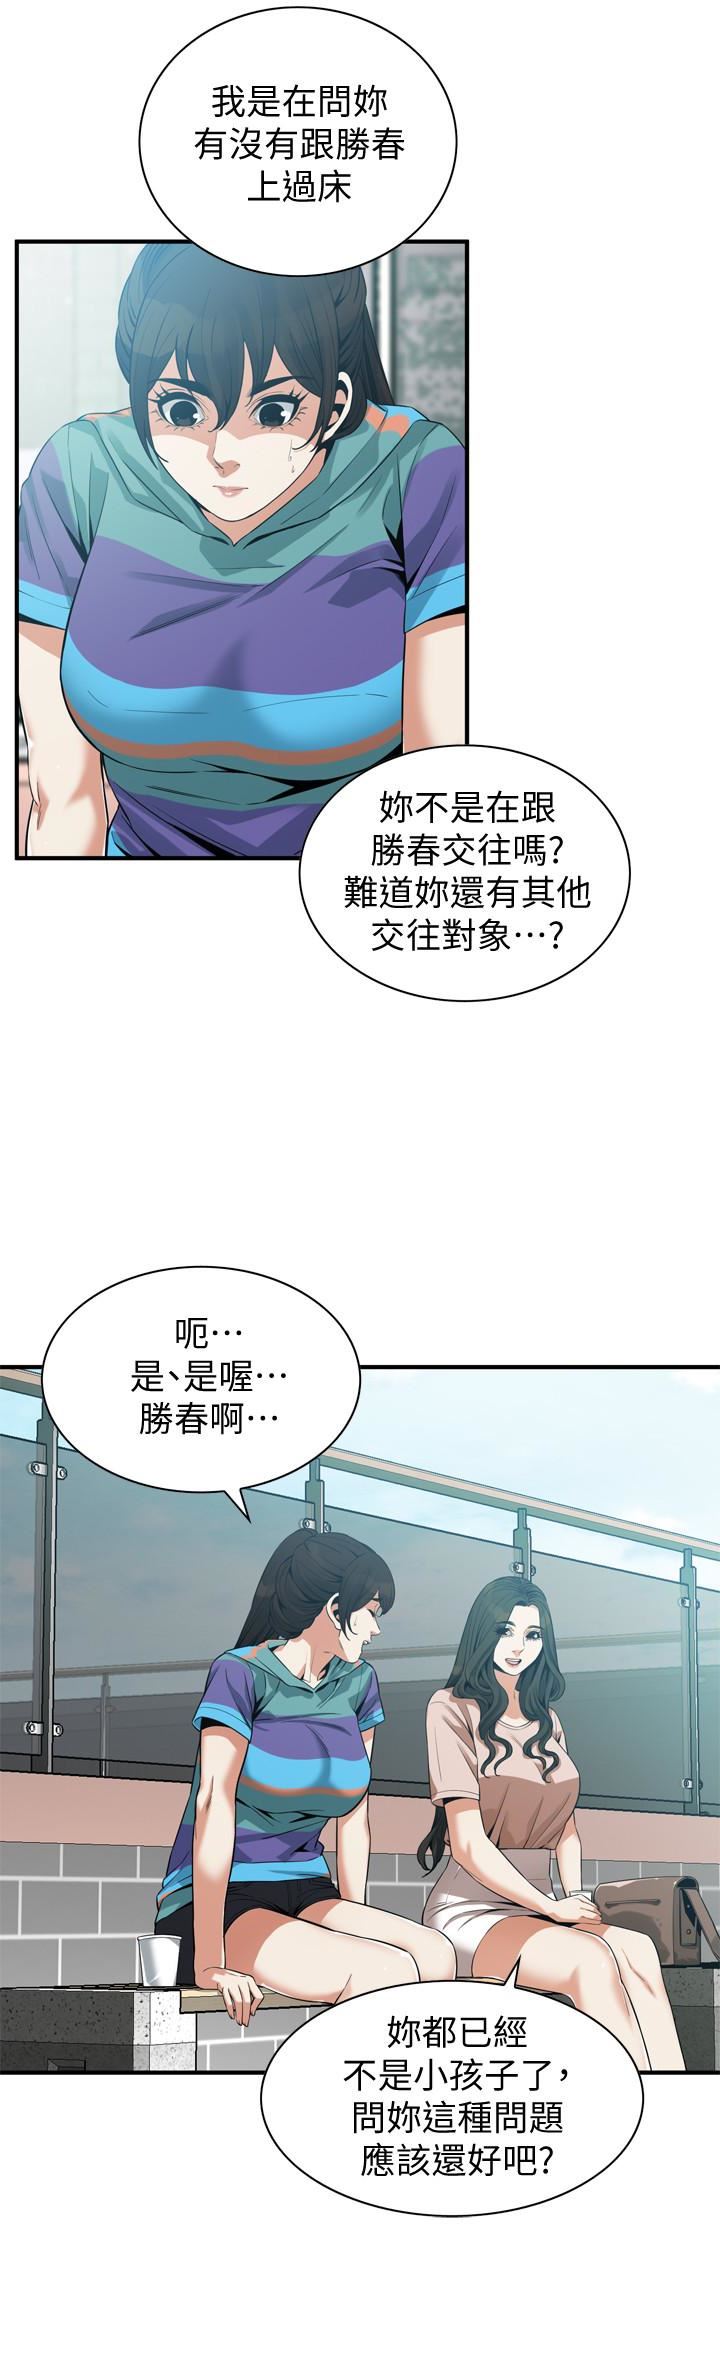 我是在問妳
有沒有跟勝春
上過床
妳不是在跟
勝春交往嗎?
難道妳還有其他
交往對象…?
呃…
是、是喔…
勝春啊…
妳都已經
不是小孩子了,
問妳這種問題
應該還好吧?